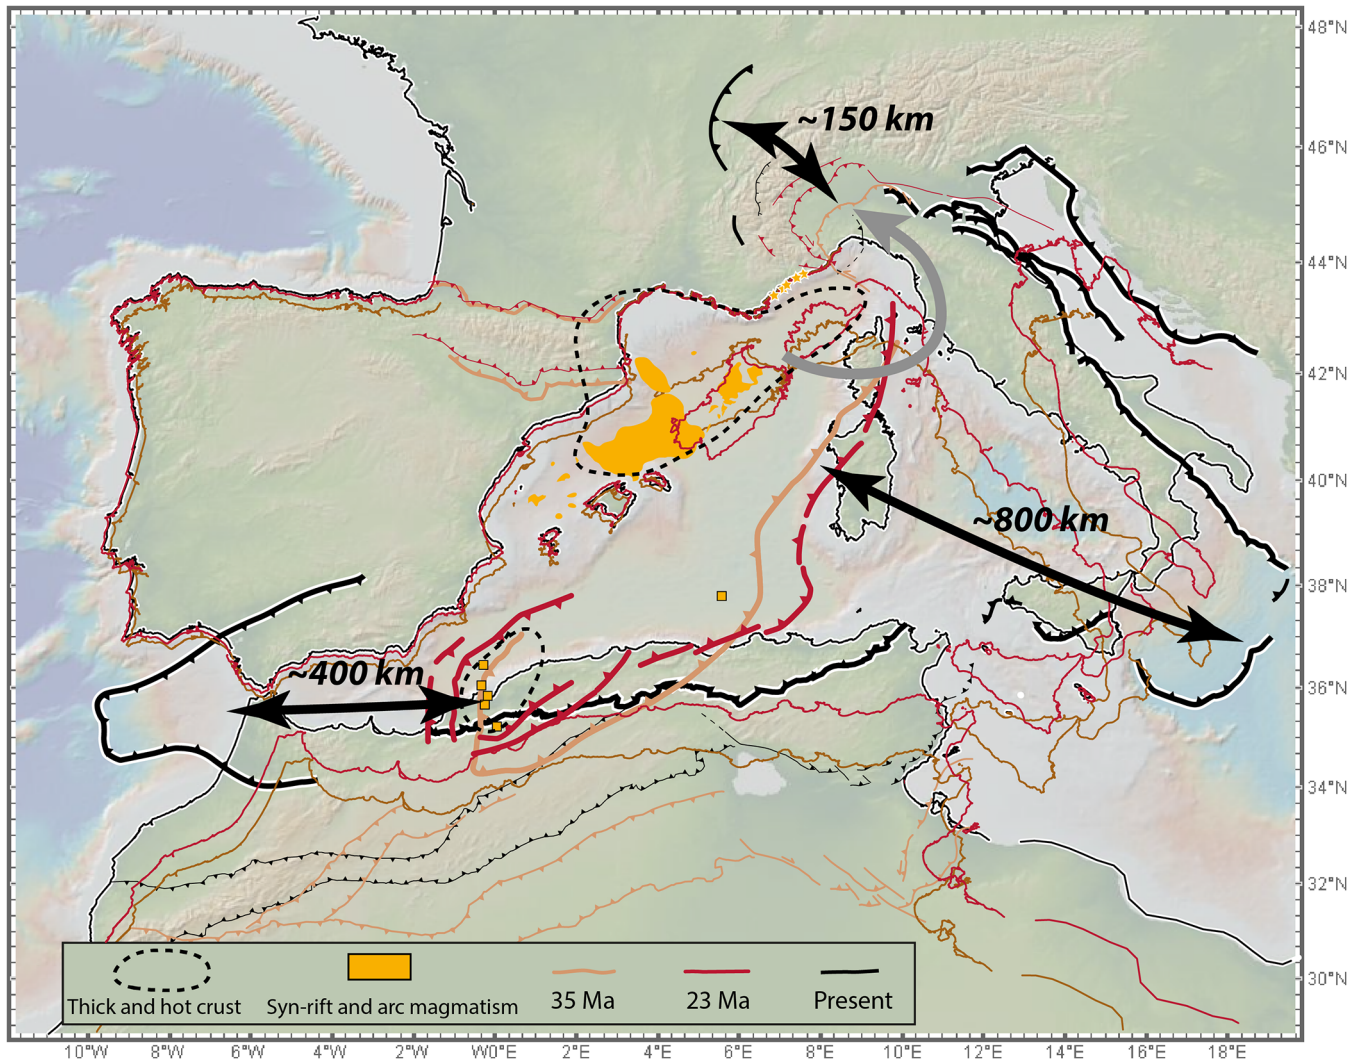 48°N
~150 km
46°N
44°N
42°N
40°N
~800 km
38°N
~400 km
36°N
34°N
32°N
30°N
Thick and hot crust
Syn-rift and arc magmatism
35 Ma
23 Ma
Present
10°W 8°W 6°W 4°W 2°W W0°E 2°E 4°E 6°E 8°E 10°E 12°E 14°E 16°E 18°E